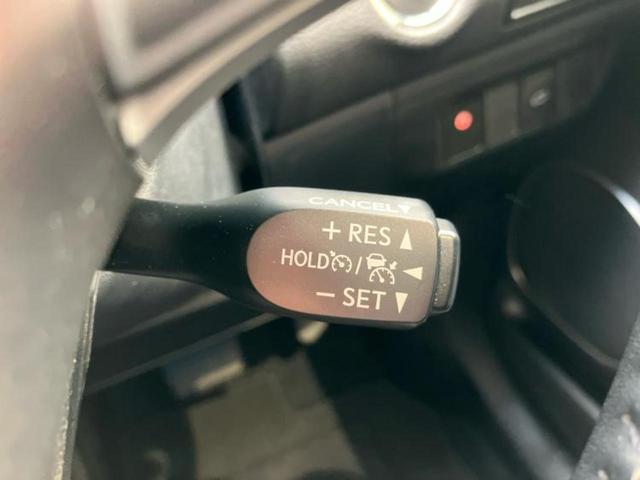 CANCEL▼
+ RES ▲
HOLD / ◄
− SET ▼